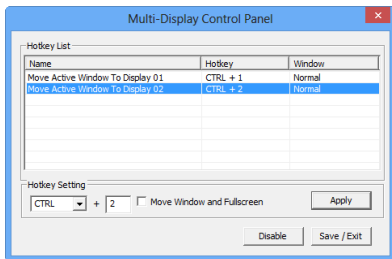 Multi-Display Control Panel
Hotkey List
Name Hotkey Window
Move Active Window To Display 01 CTRL + 1 Normal
Move Active Window To Display 02 CTRL + 2 Normal
Hotkey Setting
CTRL + 2 Move Window and Fullscreen Apply
Disable Save / Exit